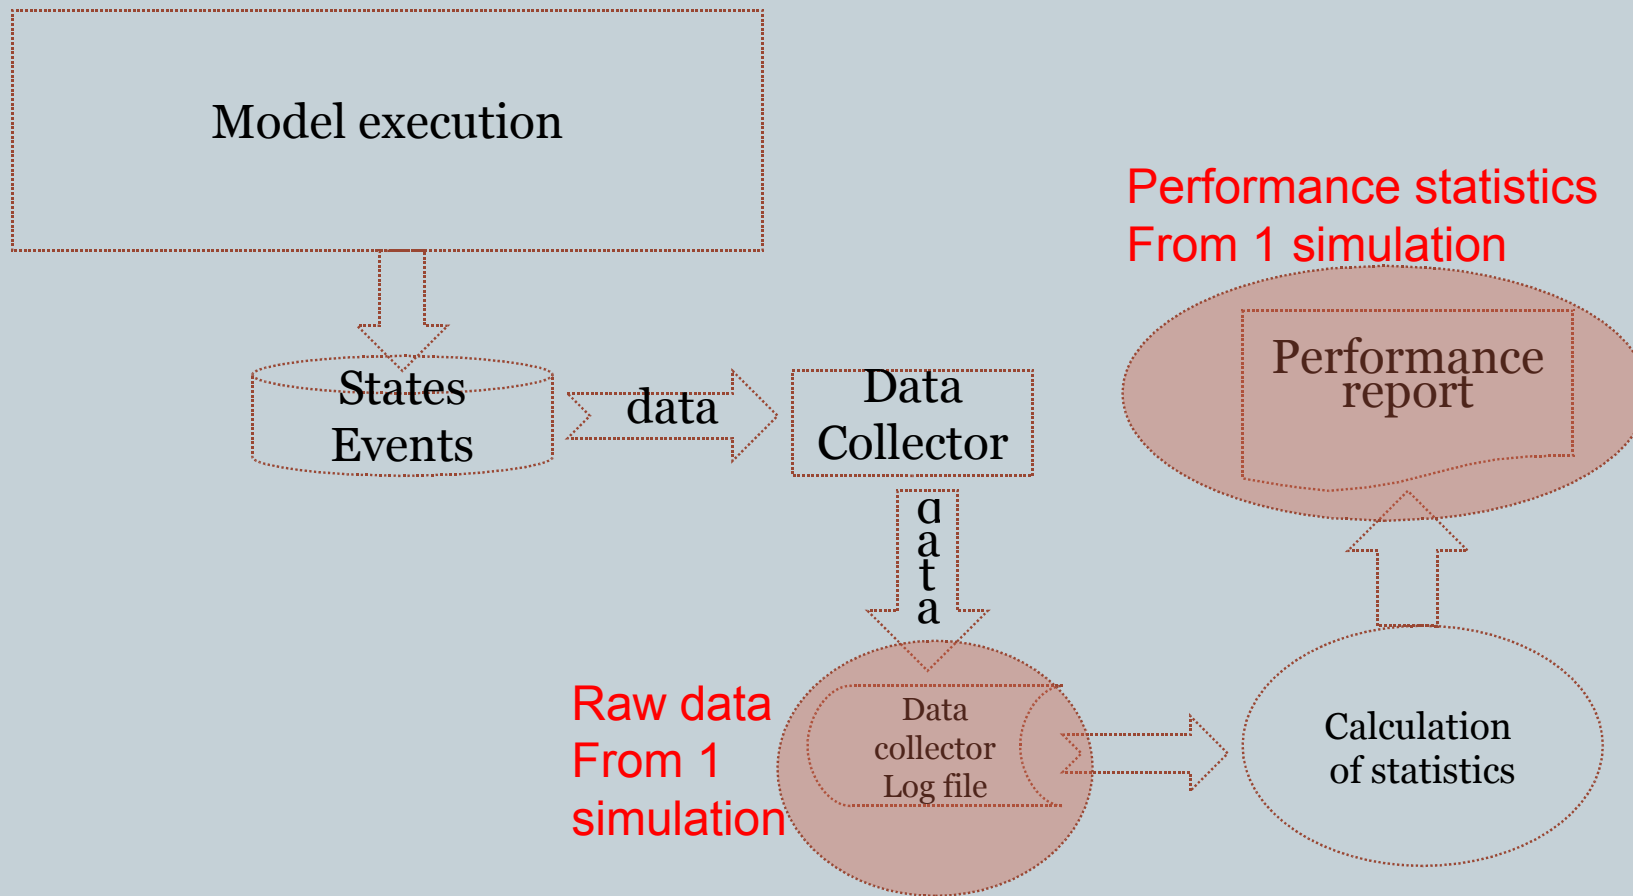 Model execution
Performance statistics
From 1 simulation
Performance
report
States
Events
data
Data
Collector
data
Raw data
From 1
simulation
Data
collector
Log file
Calculation
of statistics